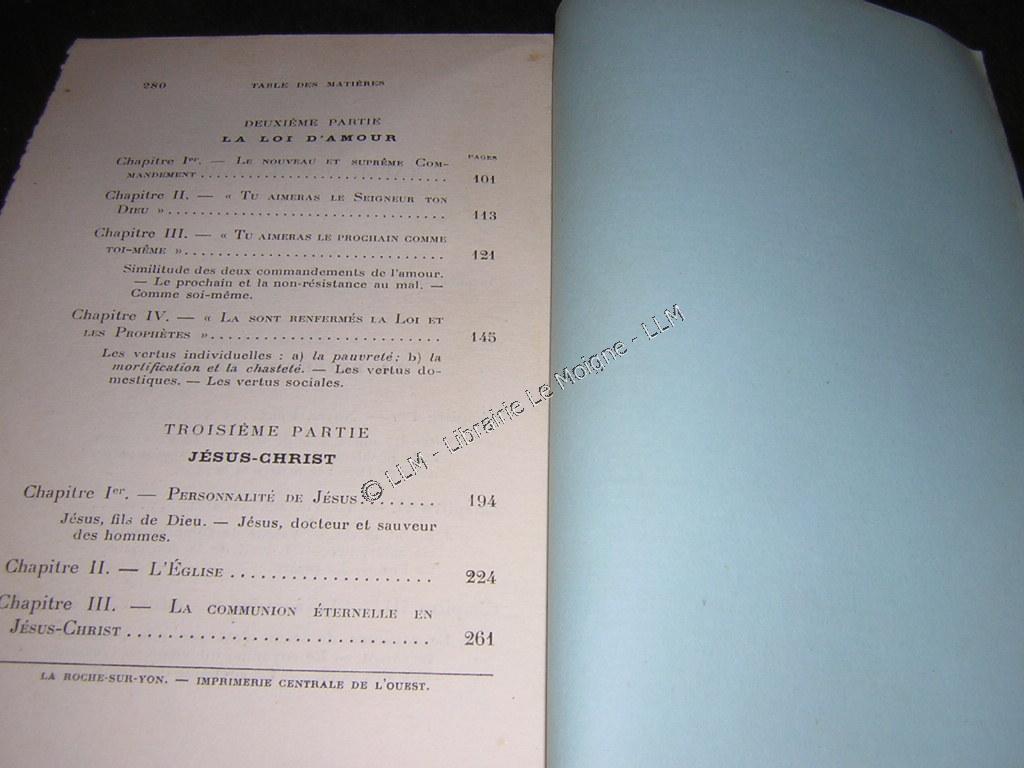 280 TABLE DES MATIÈRES
DEUXIÈME PARTIE
LA LOI D'AMOUR
PAGES
Chapitre Ier. — LE NOUVEAU ET SUPRÊME COM-
MANDEMENT .............................. 101
Chapitre II. — « TU AIMERAS LE SEIGNEUR TON
DIEU » .................................. 113
Chapitre III. — « TU AIMERAS LE PROCHAIN COMME
TOI-MÊME » .............................. 121
Similitude des deux commandements de l'amour.
— Le prochain et la non-résistance au mal. —
Comme soi-même.
Chapitre IV. — « LA SONT RENFERMÉS LA LOI ET
LES PROPHÈTES » ......................... 145
Les vertus individuelles : a) la pauvreté; b) la
mortification et la chasteté. — Les vertus do-
mestiques. — Les vertus sociales.
TROISIÈME PARTIE
JÉSUS-CHRIST
Chapitre Ier. — PERSONNALITÉ DE JÉSUS ........ 194
Jésus, fils de Dieu. — Jésus, docteur et sauveur
des hommes.
Chapitre II. — L'ÉGLISE .................... 224
Chapitre III. — LA COMMUNION ÉTERNELLE EN
JÉSUS-CHRIST ............................ 261
LA ROCHE-SUR-YON. — IMPRIMERIE CENTRALE DE L'OUEST.
© LLM - Librairie Le Moigne - LLM